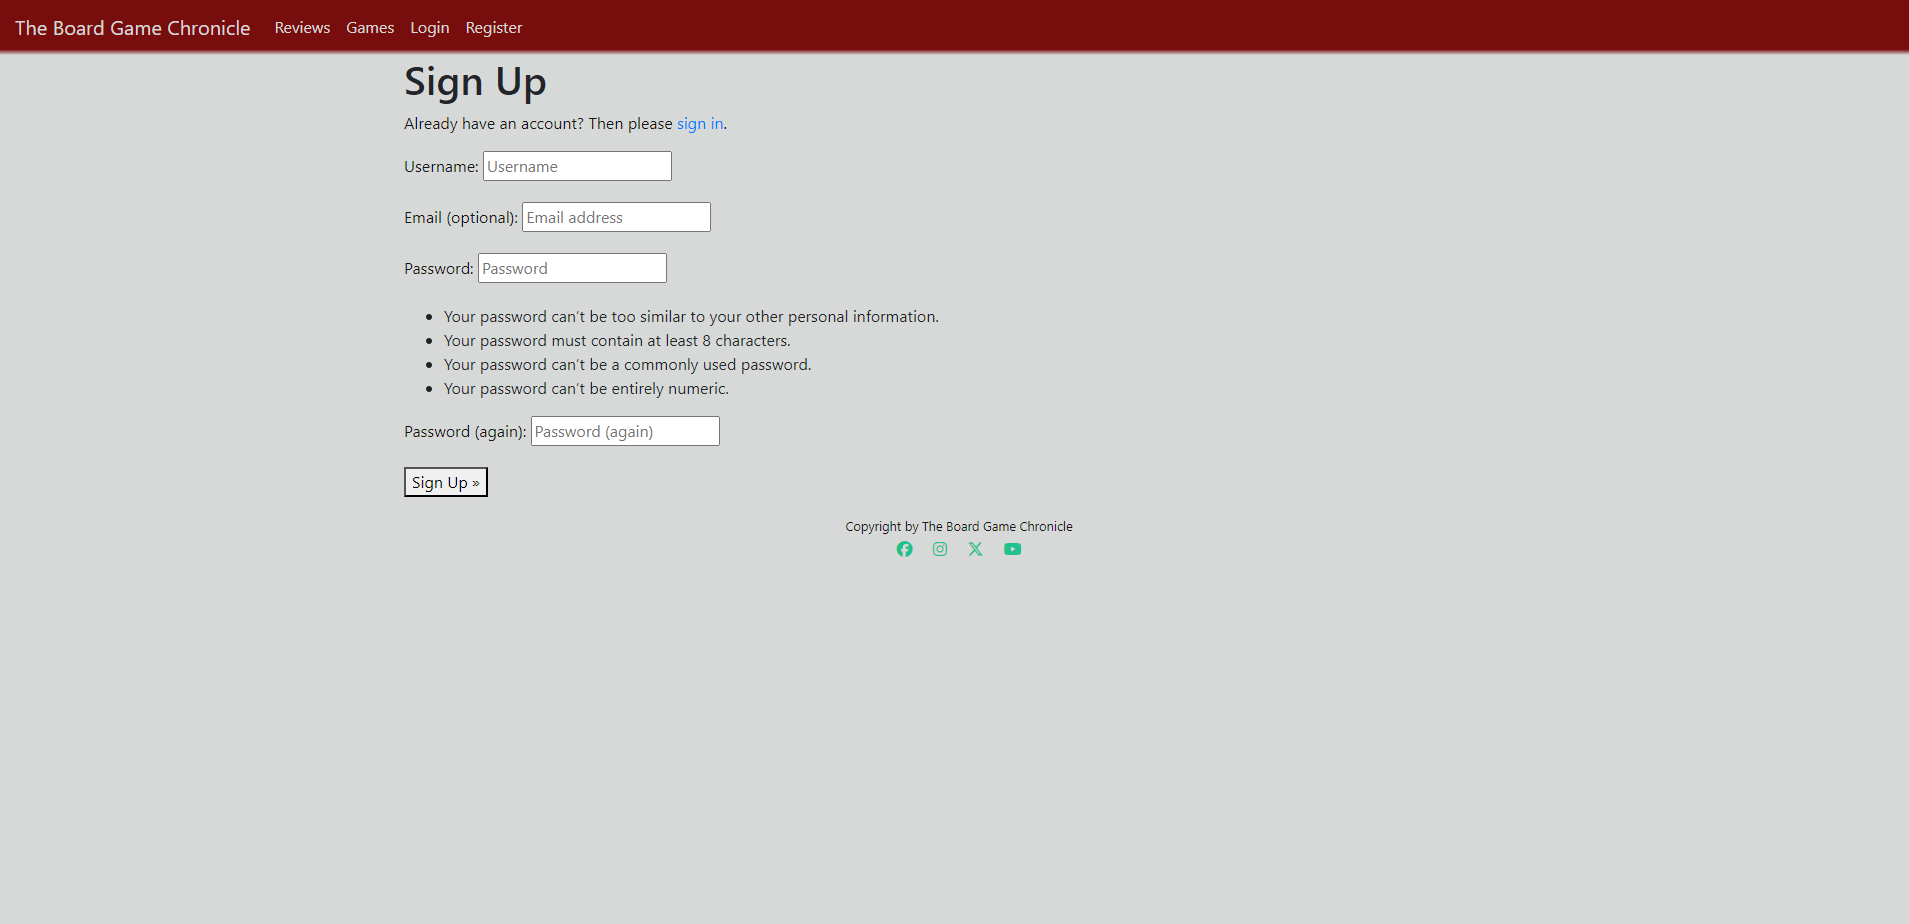 The Board Game Chronicle Reviews Games Login Register
Sign Up
Already have an account? Then please sign in.
Username: Username
Email (optional): Email address
Password: Password
• Your password can't be too similar to your other personal information.
• Your password must contain at least 8 characters.
• Your password can't be a commonly used password.
• Your password can't be entirely numeric.
Password (again): Password (again)
Sign Up »
Copyright by The Board Game Chronicle